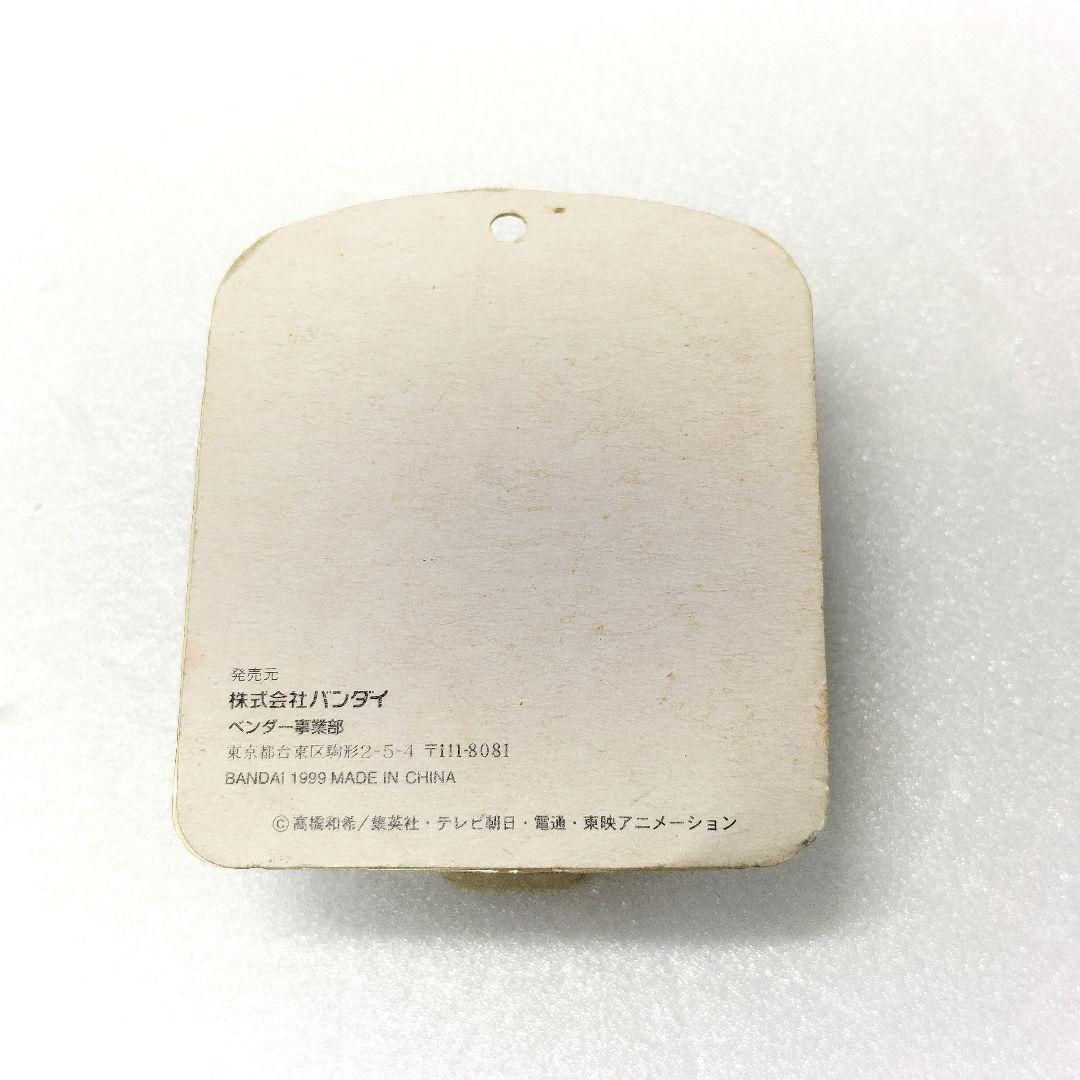 発売元
株式会社バンダイ
ベンダー事業部
東京都台東区駒形2-5-4 〒111-8081
BANDAI 1999 MADE IN CHINA
©高橋和希/集英社・テレビ朝日・電通・東映アニメーション